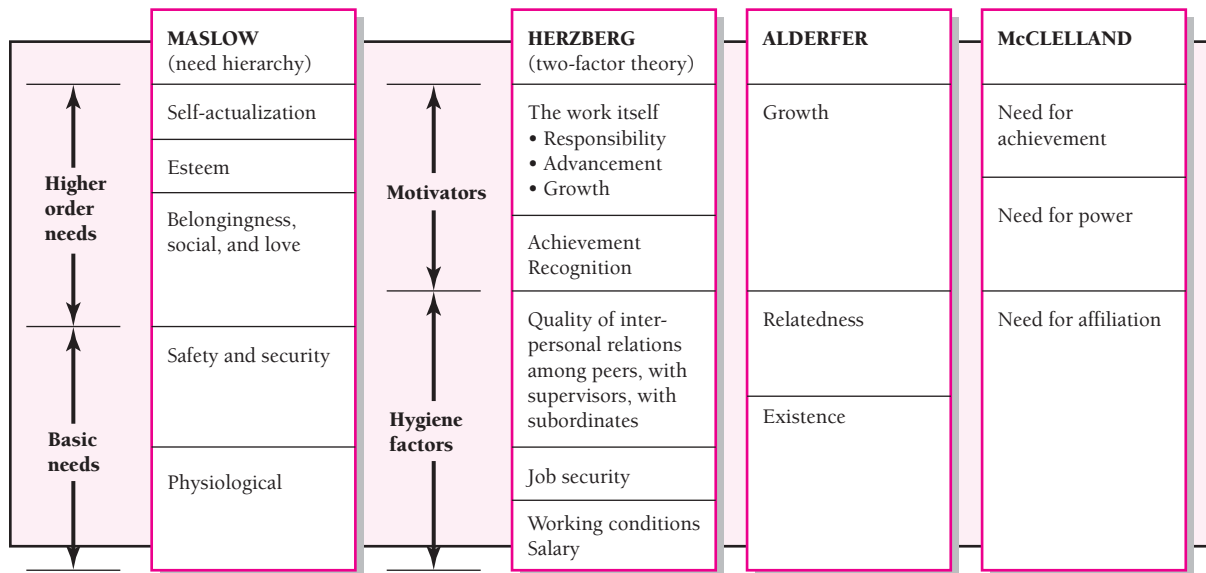 MASLOW
(need hierarchy)
Self-actualization
Esteem
Belongingness,
social, and love
Safety and security
Physiological
Higher
order
needs
Basic
needs
HERZBERG
(two-factor theory)
The work itself
• Responsibility
• Advancement
• Growth
Achievement
Recognition
Quality of inter-
personal relations
among peers, with
supervisors, with
subordinates
Job security
Working conditions
Salary
Motivators
Hygiene
factors
ALDERFER
Growth
Relatedness
Existence
McCLELLAND
Need for
achievement
Need for power
Need for affiliation